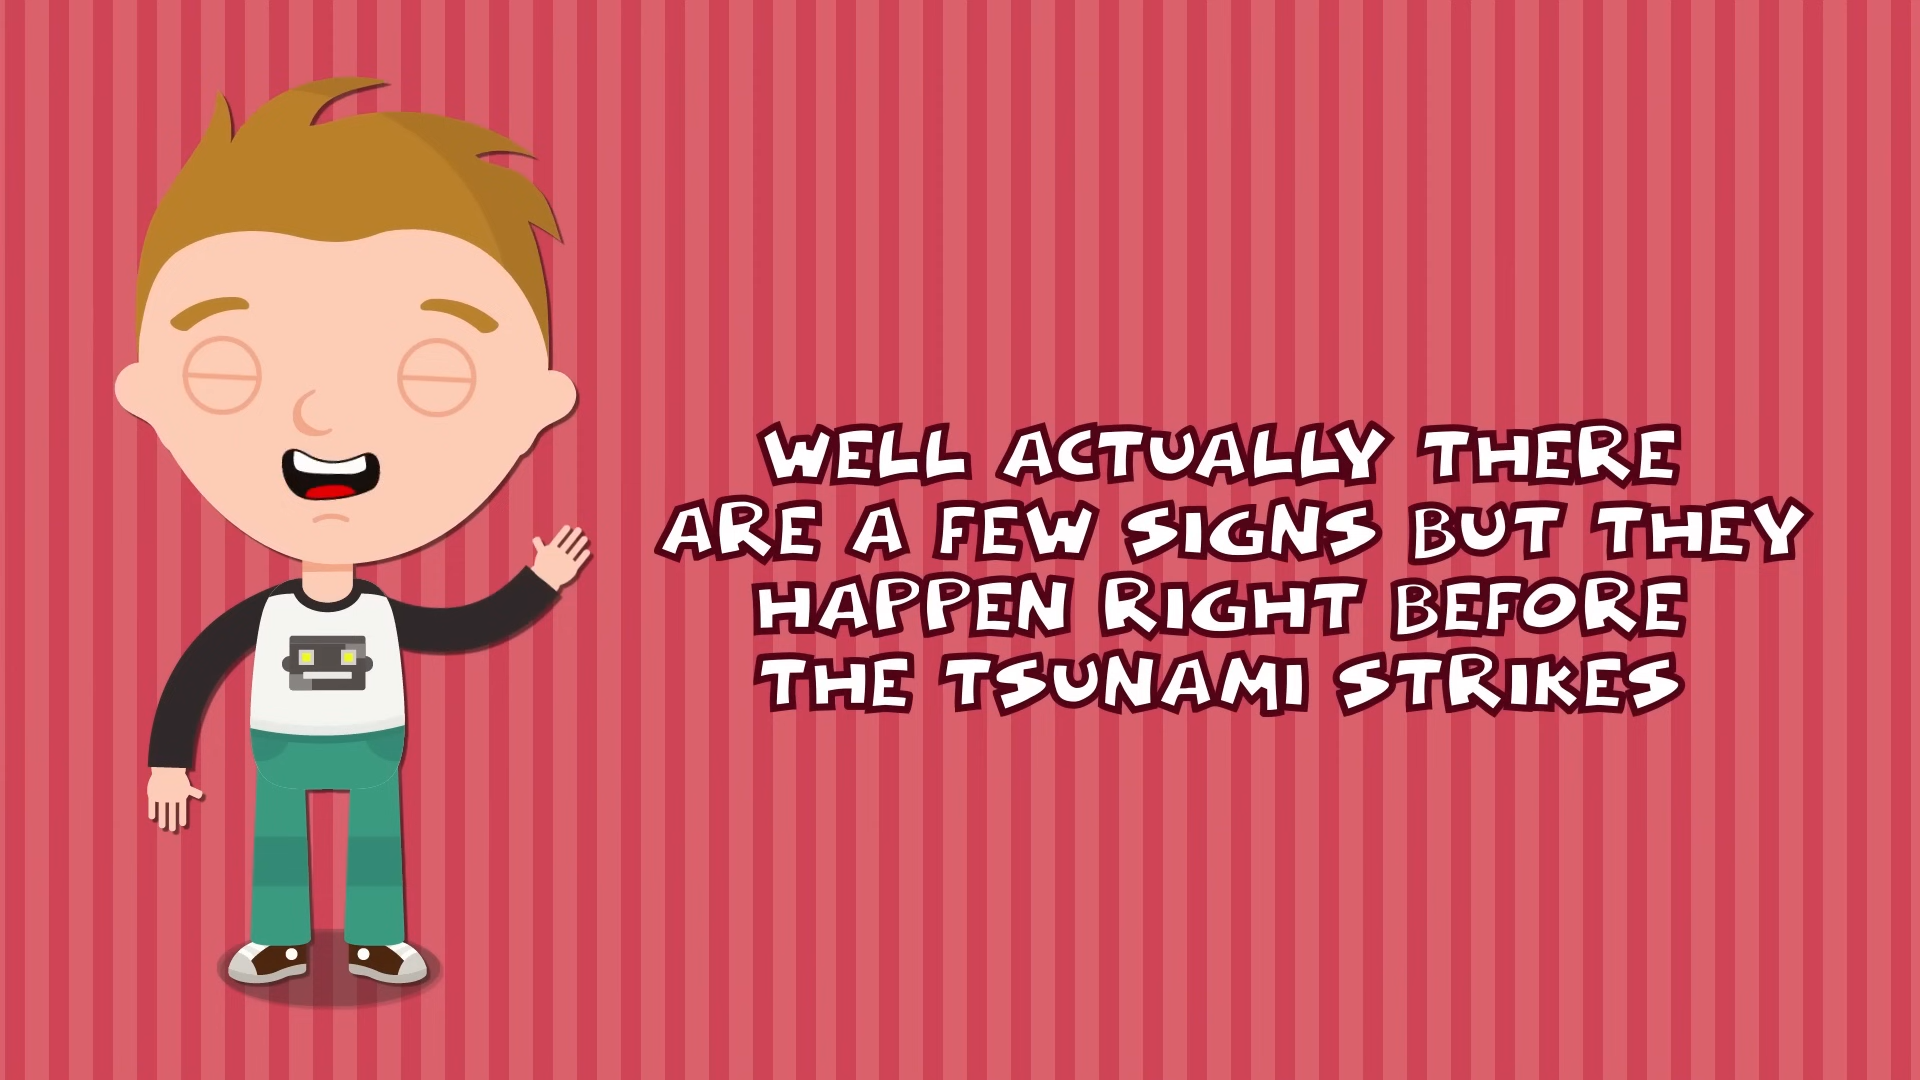 WELL ACTUALLY THERE
ARE A FEW SIGNS BUT THEY
HAPPEN RIGHT BEFORE
THE TSUNAMI STRIKES